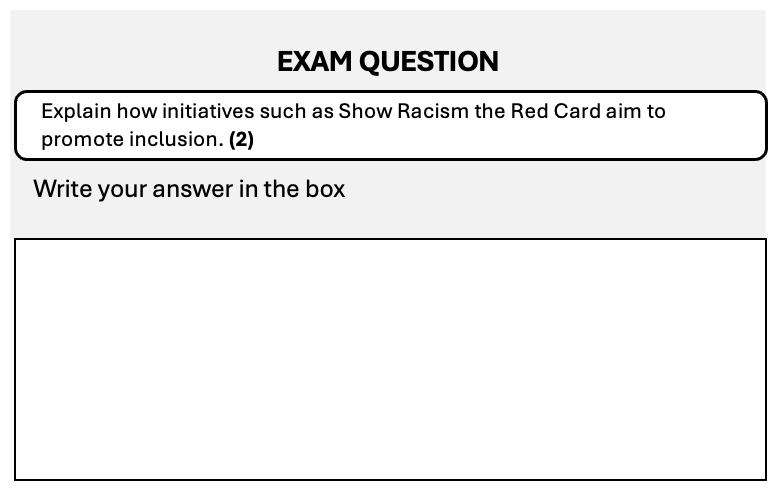 EXAM QUESTION
Explain how initiatives such as Show Racism the Red Card aim to
promote inclusion. (2)
Write your answer in the box